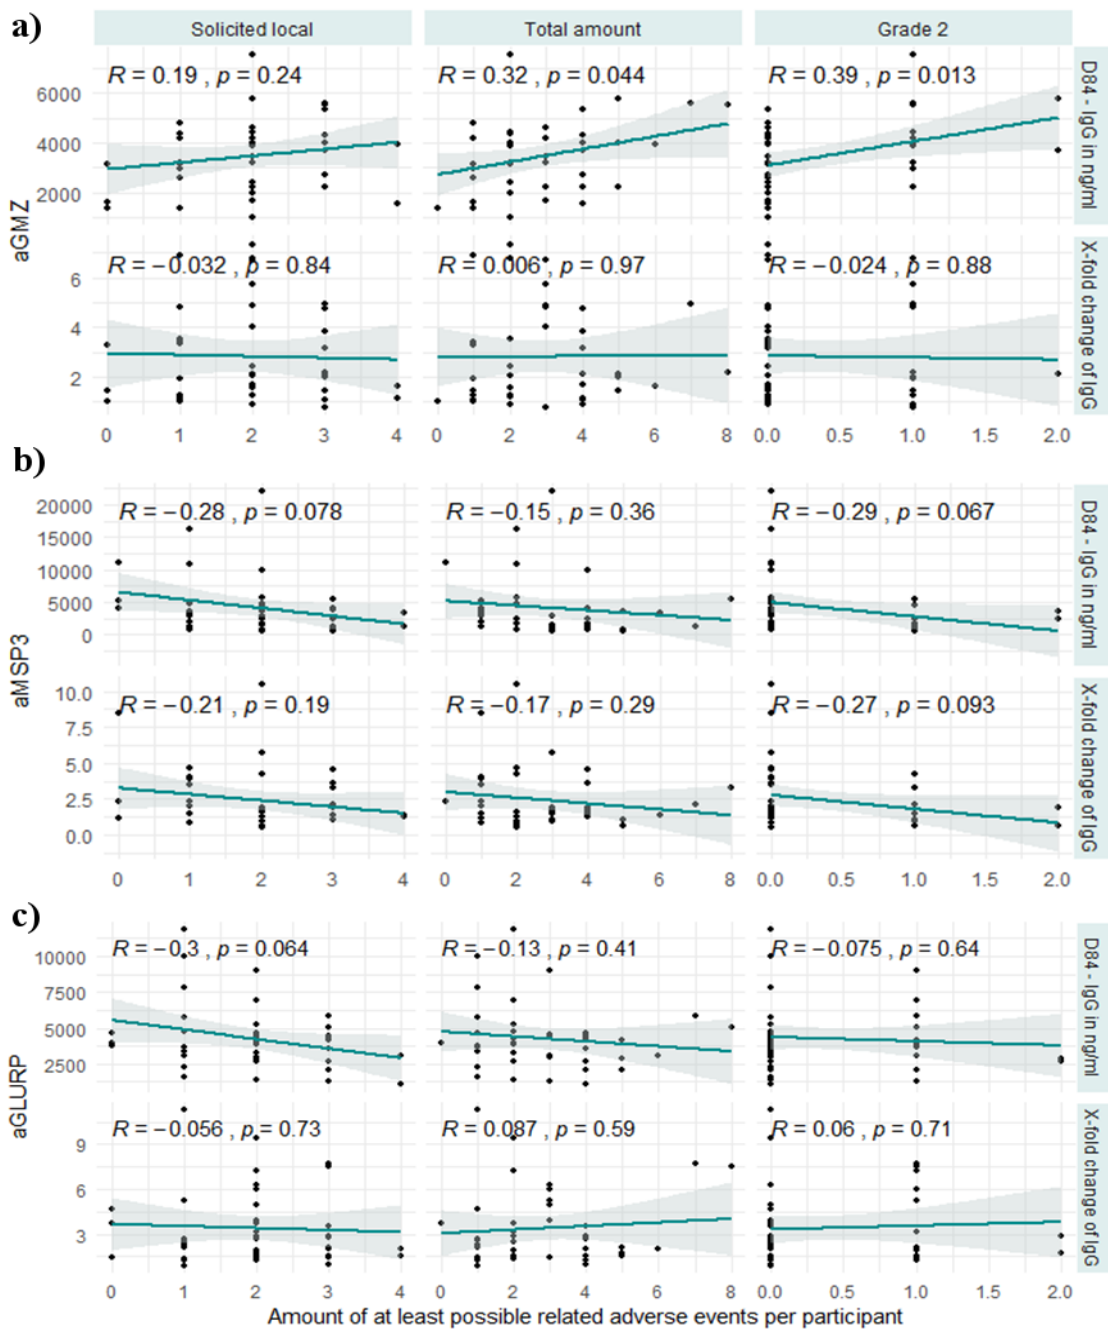 a)
Solicited local Total amount Grade 2
R = 0.19 , p = 0.24 R = 0.32 , p = 0.044 R = 0.39 , p = 0.013
6000
4000
2000
D84 - IgG in ng/ml
aGMZ
R = −0.032 , p = 0.84 R = 0.006 , p = 0.97 R = −0.024 , p = 0.88
6
4
2
X-fold change of IgG
0 1 2 3 4 0 2 4 6 8 0.0 0.5 1.0 1.5 2.0
b)
R = −0.28 , p = 0.078 R = −0.15 , p = 0.36 R = −0.29 , p = 0.067
20000
15000
10000
5000
0
D84 - IgG in ng/ml
aMSP3
R = −0.21 , p = 0.19 R = −0.17 , p = 0.29 R = −0.27 , p = 0.093
10.0
7.5
5.0
2.5
0.0
X-fold change of IgG
0 1 2 3 4 0 2 4 6 8 0.0 0.5 1.0 1.5 2.0
c)
R = −0.3 , p = 0.064 R = −0.13 , p = 0.41 R = −0.075 , p = 0.64
10000
7500
5000
2500
D84 - IgG in ng/ml
aGLURP
R = −0.056 , p = 0.73 R = 0.087 , p = 0.59 R = 0.06 , p = 0.71
9
6
3
X-fold change of IgG
0 1 2 3 4 0 2 4 6 8 0.0 0.5 1.0 1.5 2.0
Amount of at least possible related adverse events per participant